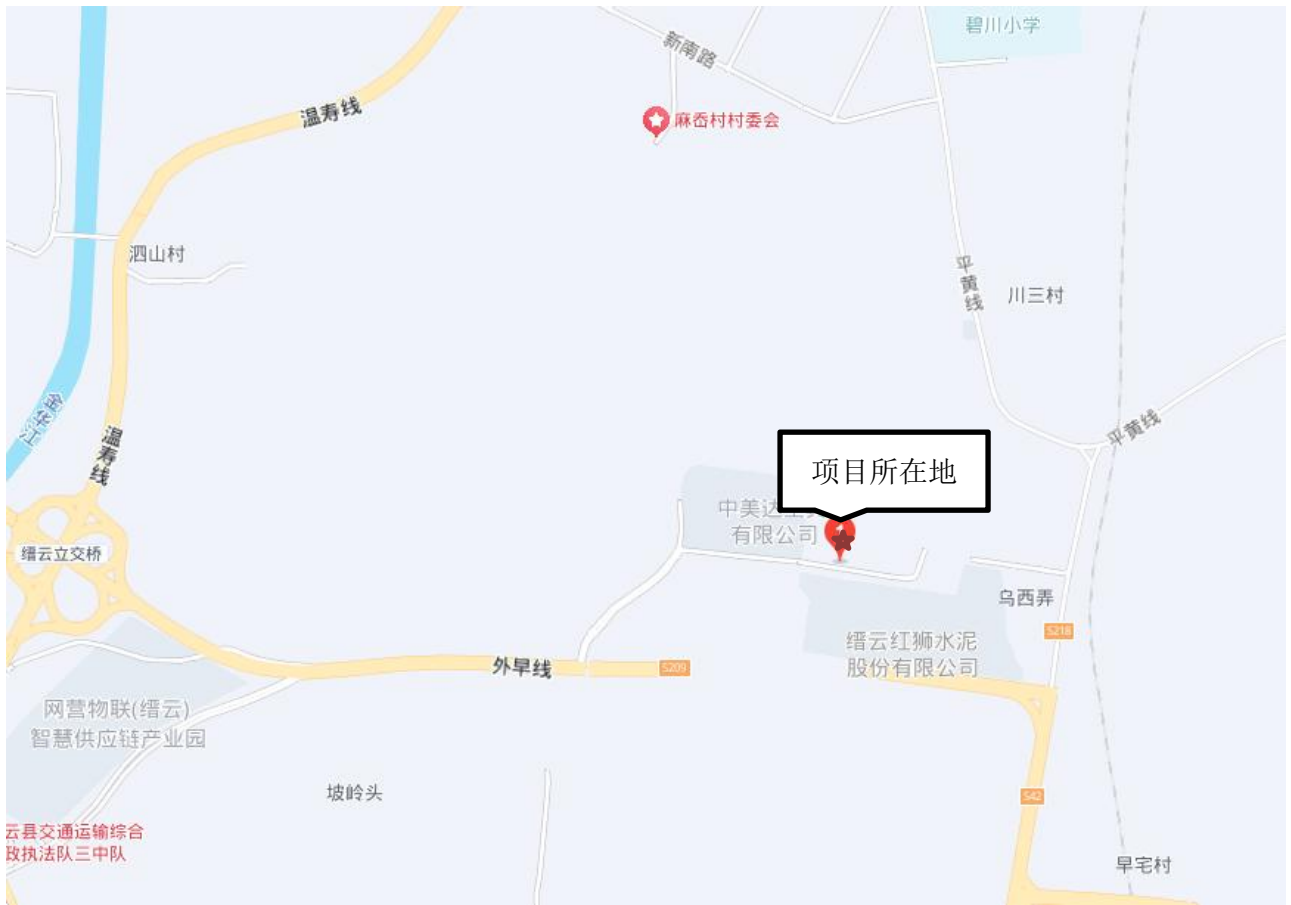 碧川小学
新南路
温寿线
麻岙村村委会
泗山村
平黄线
川三村
金华江
温寿线
平黄线
项目所在地
中美达
有限公司
缙云立交桥
乌西弄
S218
缙云红狮水泥
股份有限公司
外早线
S209
网营物联(缙云)
智慧供应链产业园
坡岭头
S42
云县交通运输综合
政执法队三中队
早宅村